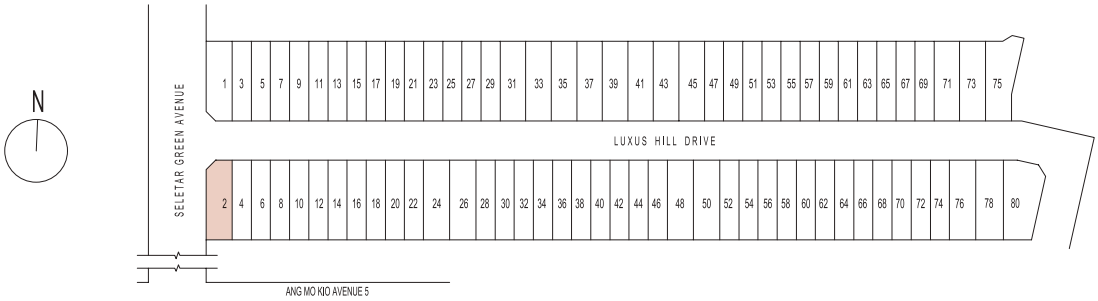 N
SELETAR GREEN AVENUE
1 3 5 7 9 11 13 15 17 19 21 23 25 27 29 31 33 35 37 39 41 43 45 47 49 51 53 55 57 59 61 63 65 67 69 71 73 75
LUXUS HILL DRIVE
2 4 6 8 10 12 14 16 18 20 22 24 26 28 30 32 34 36 38 40 42 44 46 48 50 52 54 56 58 60 62 64 66 68 70 72 74 76 78 80
ANG MO KIO AVENUE 5